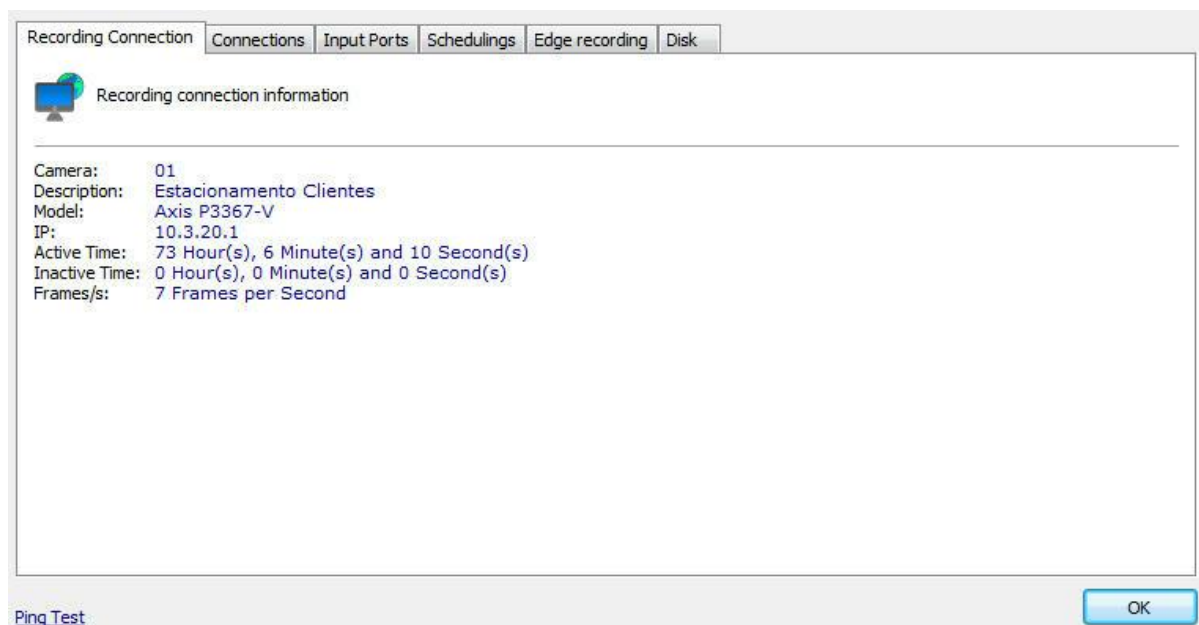 Recording Connection Connections Input Ports Schedulings Edge recording Disk
Recording connection information
Camera: 01
Description: Estacionamento Clientes
Model: Axis P3367-V
IP: 10.3.20.1
Active Time: 73 Hour(s), 6 Minute(s) and 10 Second(s)
Inactive Time: 0 Hour(s), 0 Minute(s) and 0 Second(s)
Frames/s: 7 Frames per Second
OK
Ping Test